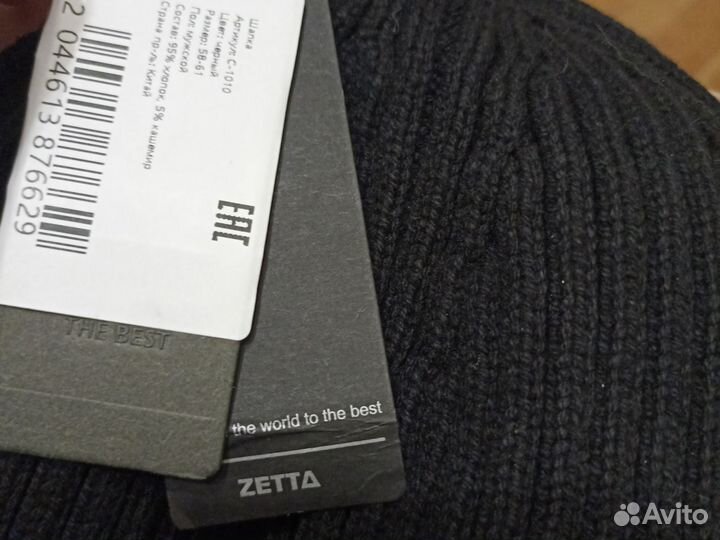 Шапка
Артикул: С-1010
Цвет: черный
Размер: 58-61
Пол: Мужской
Состав: 95% хлопок, 5% кашемир
Страна пр-ль: Китай
2 044613 876629
EAC
THE BEST
the world to the best
ZETTA
Avito